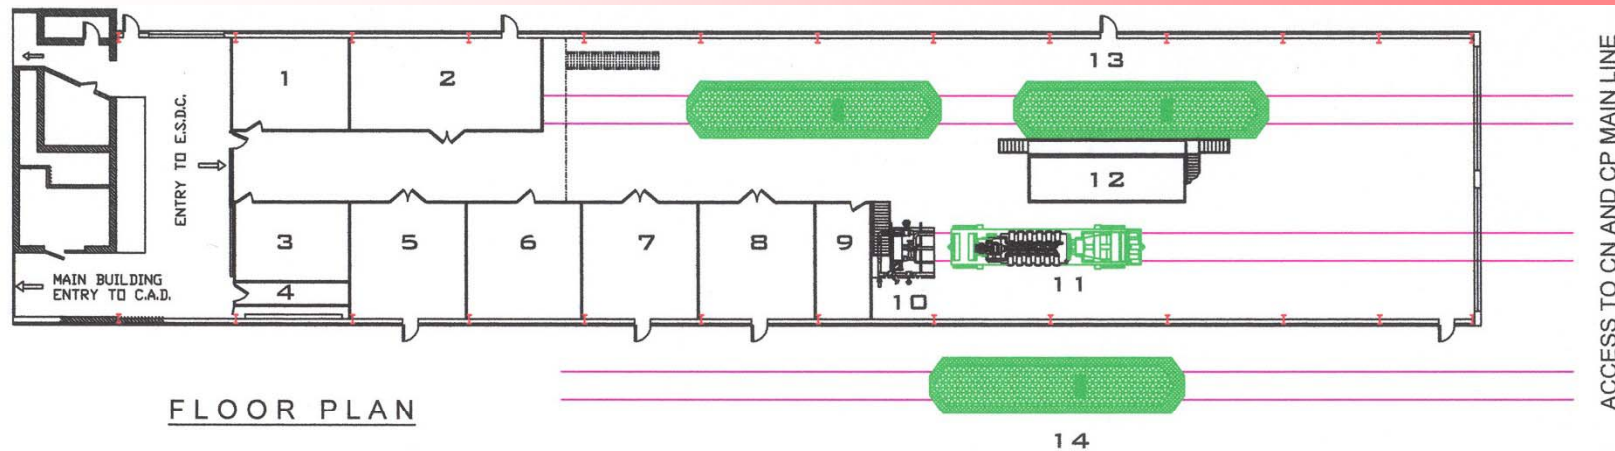 1
2
13
ENTRY TO E.S.D.C.
12
3
5
6
7
8
9
4
MAIN BUILDING
ENTRY TO C.A.D.
10
11
FLOOR PLAN
14
ACCESS TO CN AND CP MAIN LINE